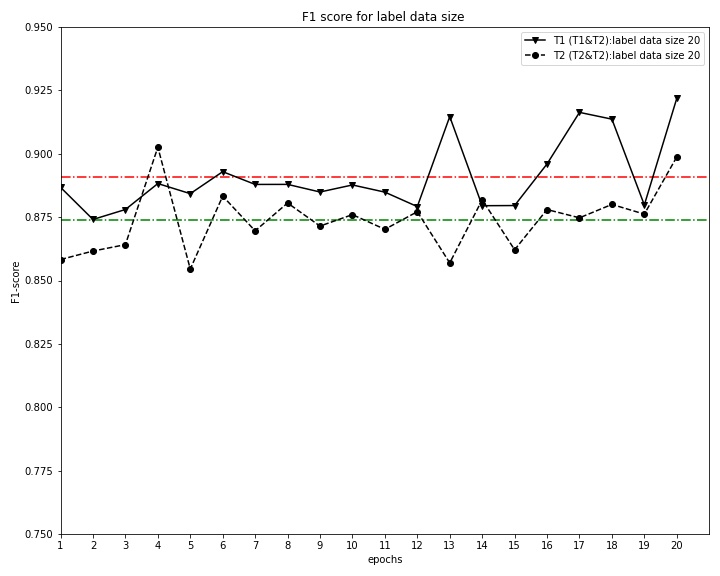 F1 score for label data size
T1 (T1&T2):label data size 20
T2 (T2&T2):label data size 20
0.950
0.925
0.900
0.875
0.850
0.825
0.800
0.775
0.750
F1-score
1 2 3 4 5 6 7 8 9 10 11 12 13 14 15 16 17 18 19 20
epochs